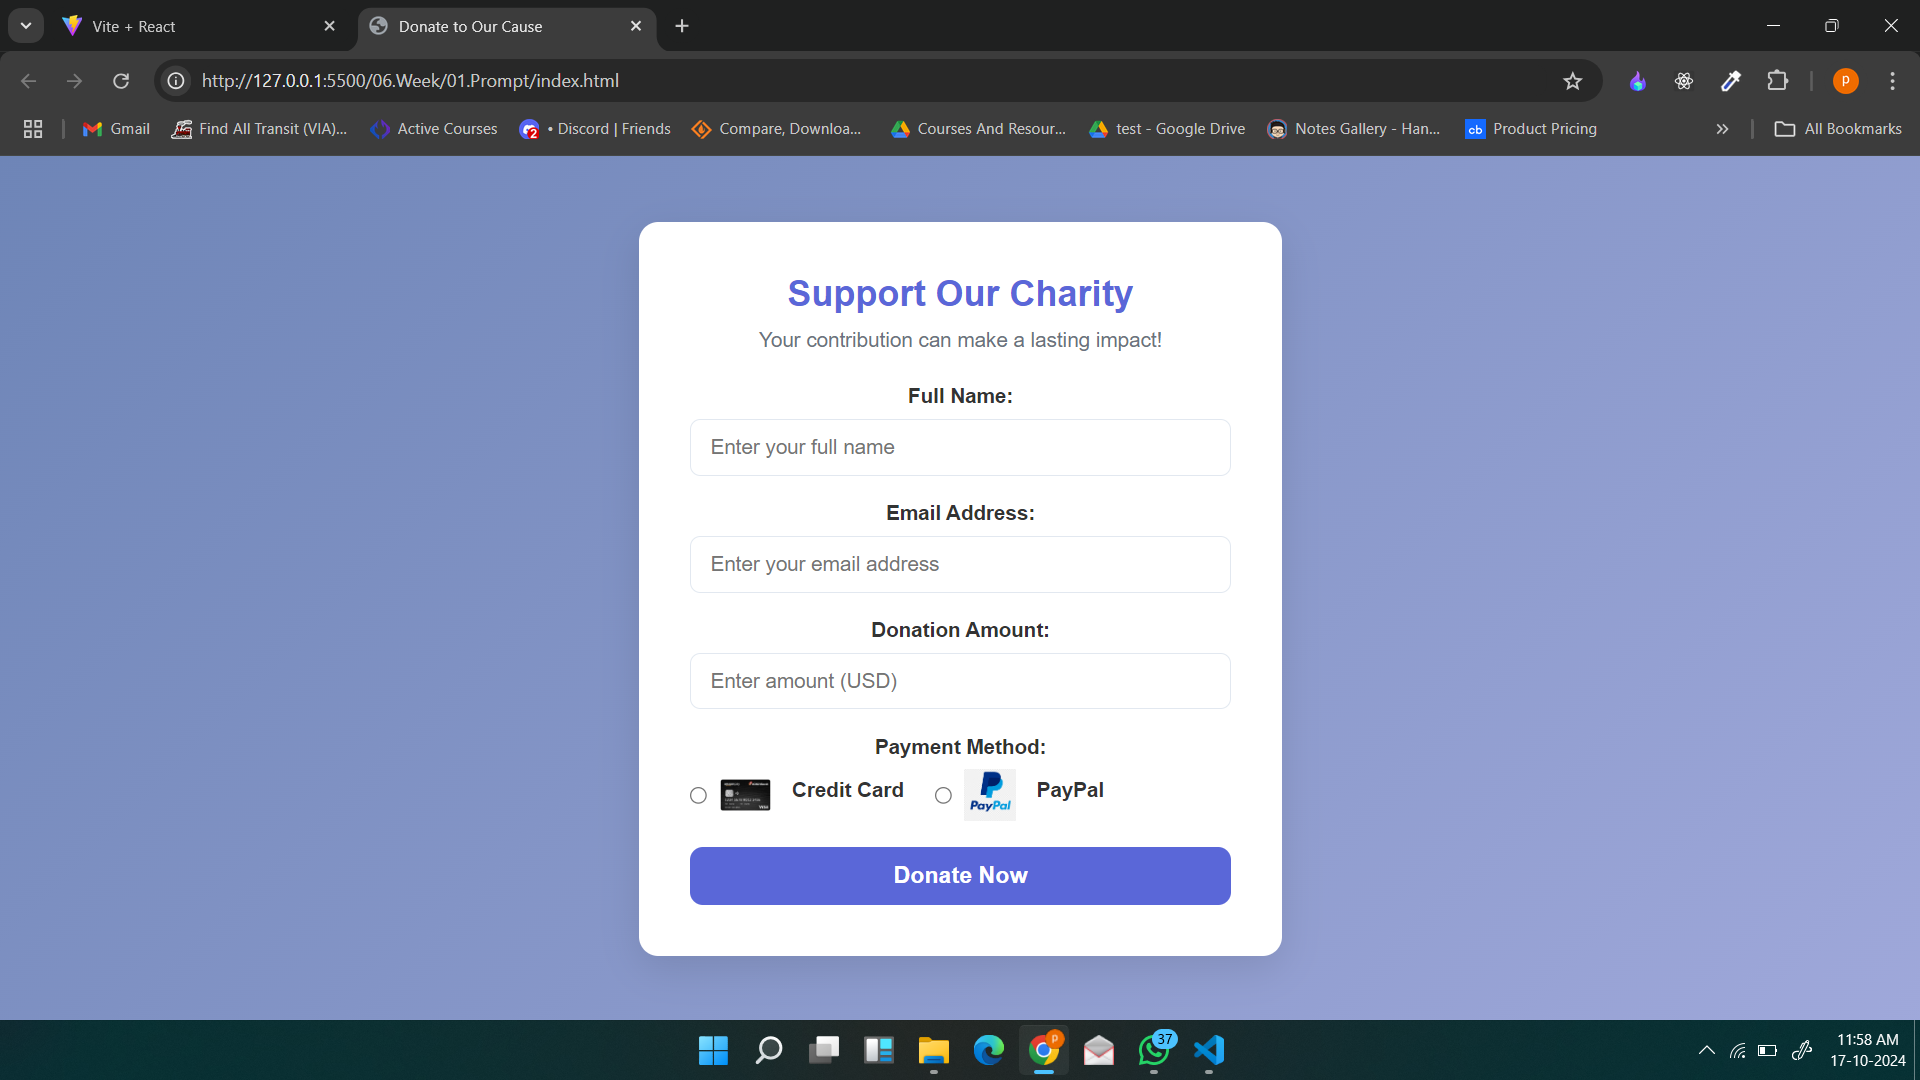 Vite + React
Donate to Our Cause
http://127.0.0.1:5500/06.Week/01.Prompt/index.html
P
Gmail
Find All Transit (VIA)...
Active Courses
2
• Discord | Friends
Compare, Downloa...
Courses And Resour...
test - Google Drive
Notes Gallery - Han...
cb
Product Pricing
All Bookmarks
Support Our Charity
Your contribution can make a lasting impact!
Full Name:
Enter your full name
Email Address:
Enter your email address
Donation Amount:
Enter amount (USD)
Payment Method:
Credit Card
PayPal
PayPal
Donate Now
P
37
11:58 AM
17-10-2024